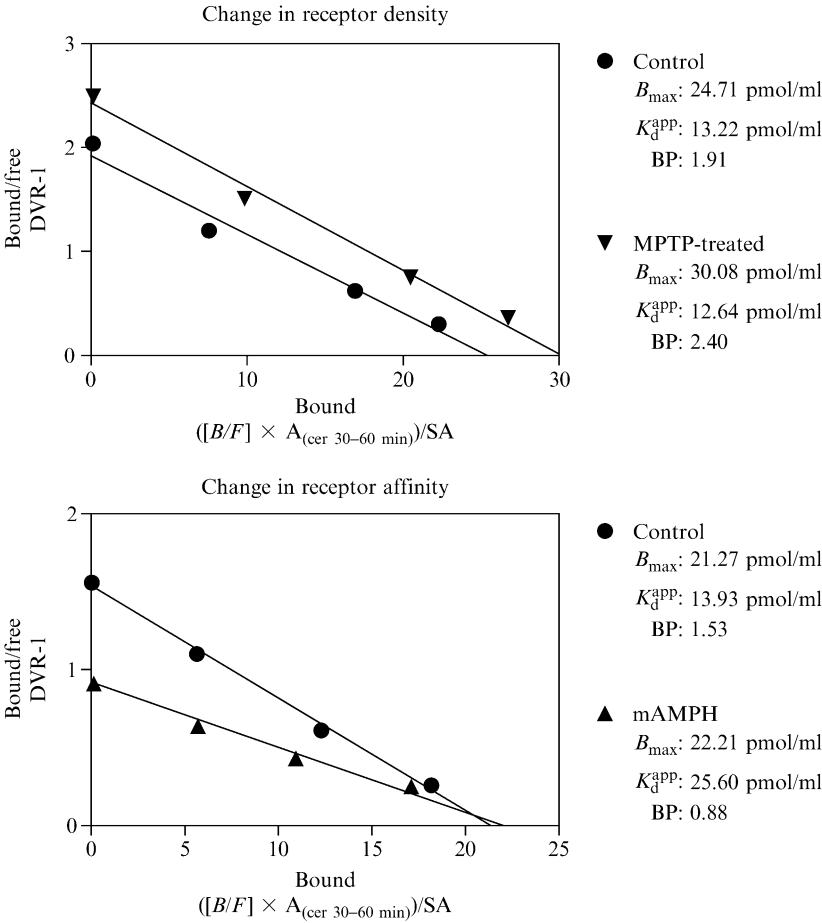 Change in receptor density
3
2
1
0
Bound/free
DVR-1
0 10 20 30
Bound
([B/F] × A(cer 30–60 min))/SA
Control
Bmax: 24.71 pmol/ml
Kdapp: 13.22 pmol/ml
BP: 1.91
MPTP-treated
Bmax: 30.08 pmol/ml
Kdapp: 12.64 pmol/ml
BP: 2.40
Change in receptor affinity
2
1
0
Bound/free
DVR-1
0 5 10 15 20 25
Bound
([B/F] × A(cer 30–60 min))/SA
Control
Bmax: 21.27 pmol/ml
Kdapp: 13.93 pmol/ml
BP: 1.53
mAMPH
Bmax: 22.21 pmol/ml
Kdapp: 25.60 pmol/ml
BP: 0.88